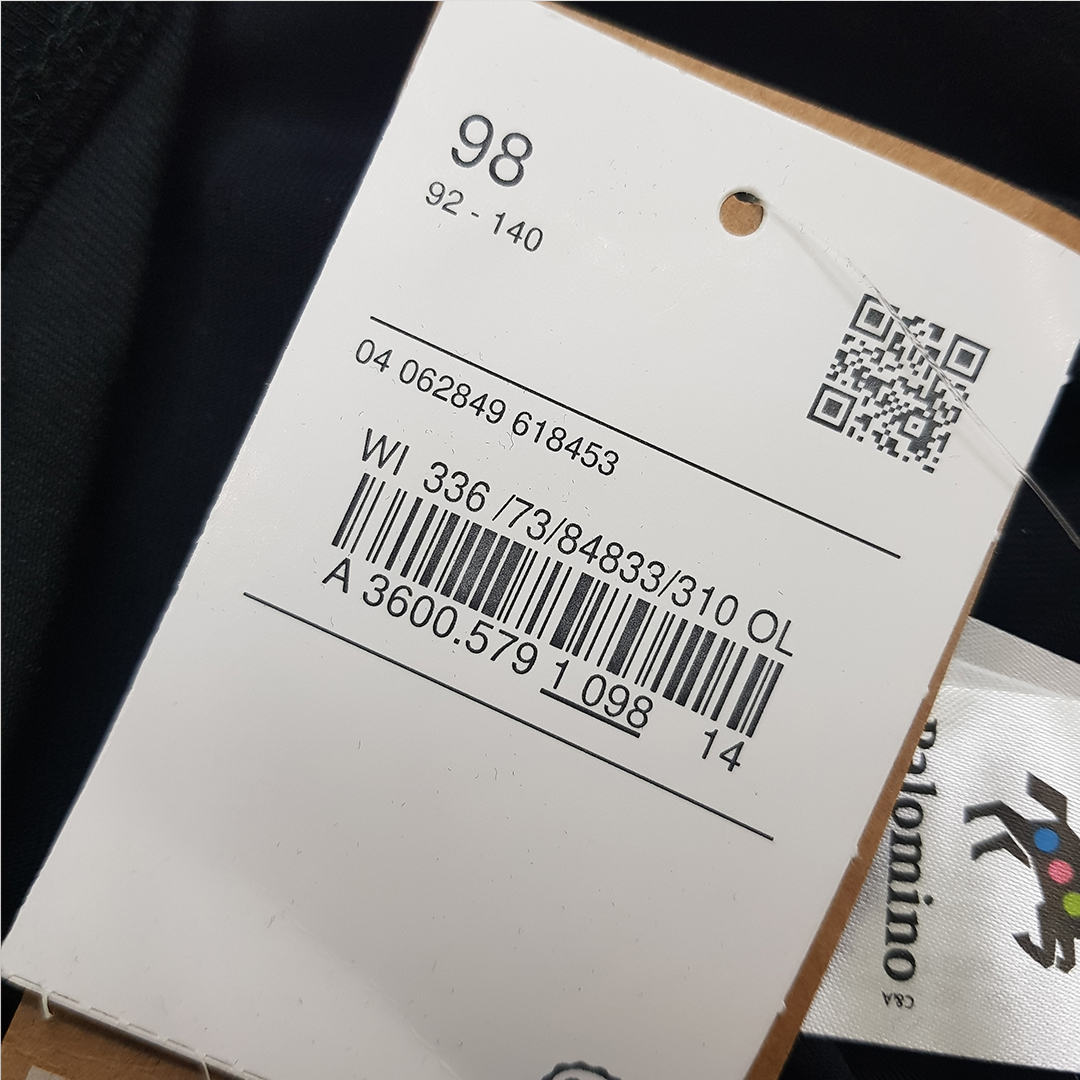 98
92 - 140
04 062849 618453
WI 336 /73/84833/310 OL
A 3600.579 1 098 14
Palomino
C&A